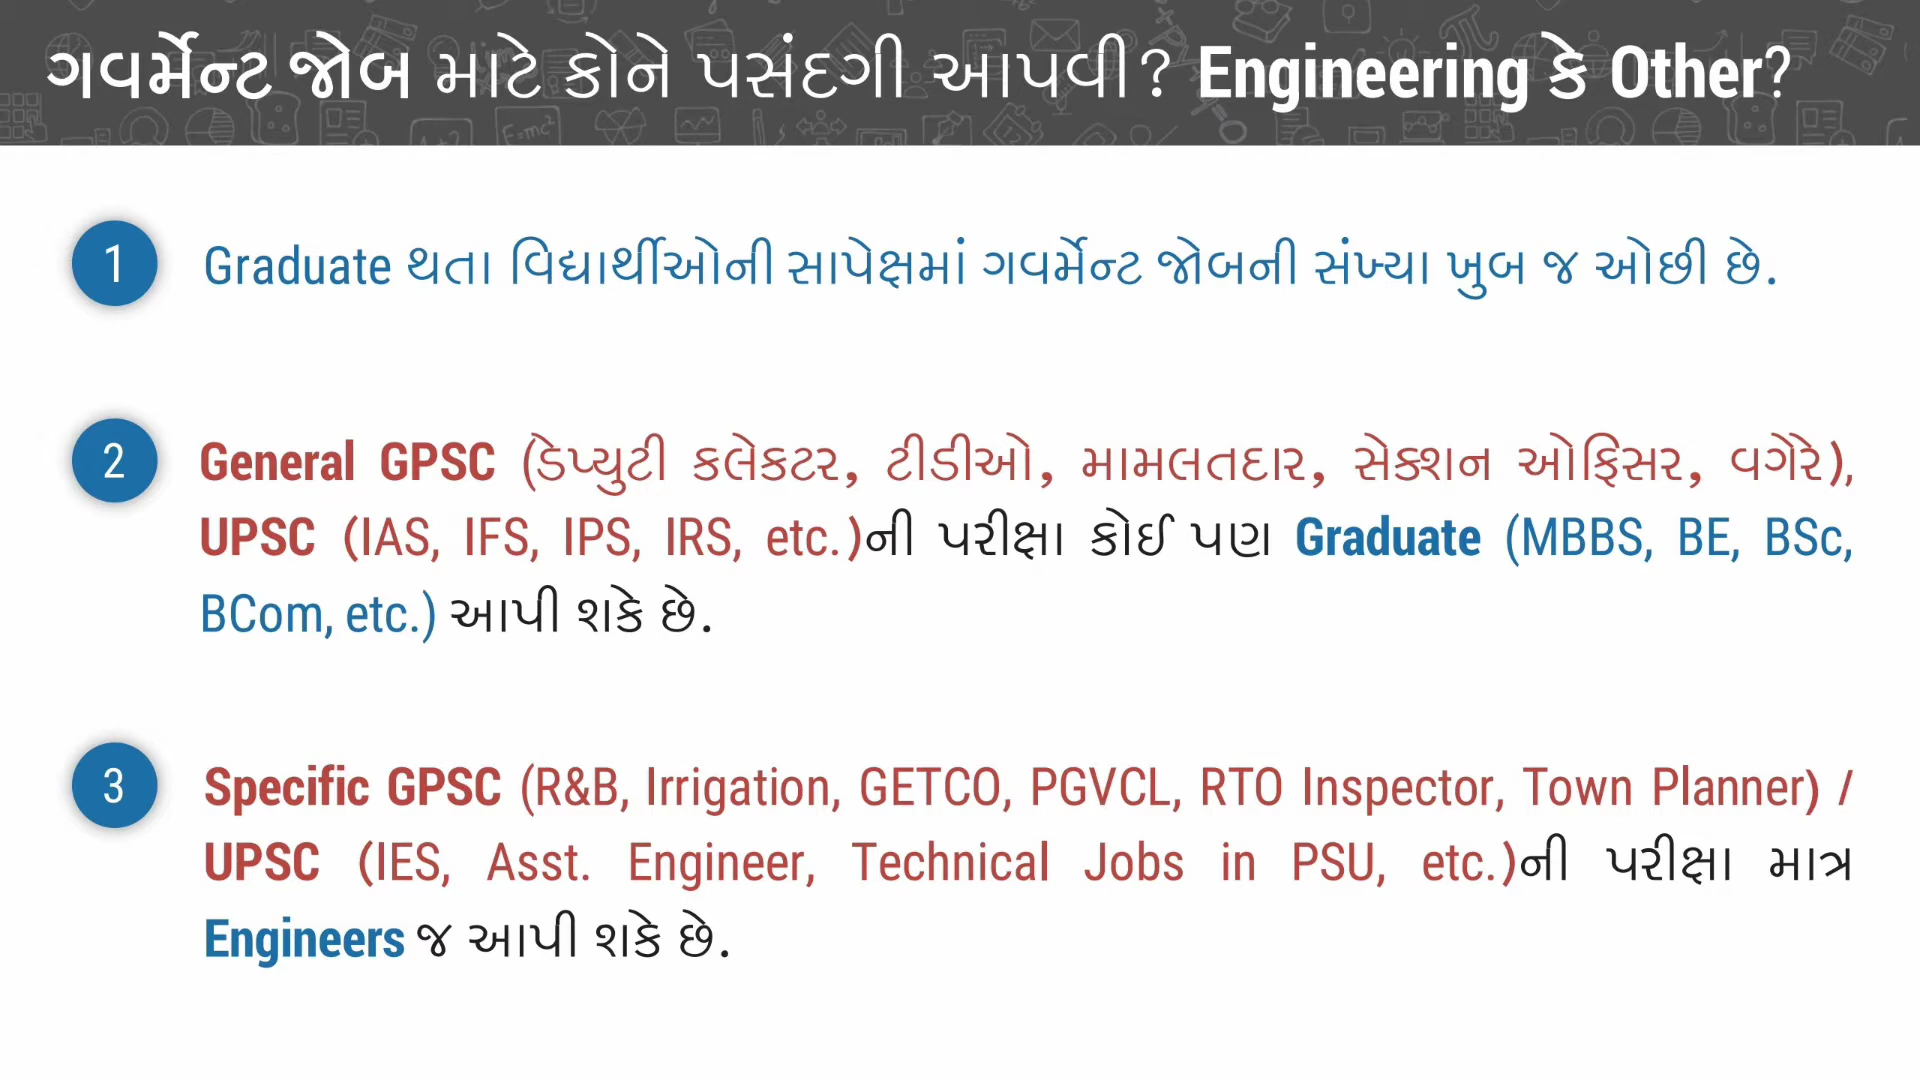 ગવર્મેન્ટ જોબ માટે કોને પસંદગી આપવી? Engineering કે Other?
1 Graduate થતા વિદ્યાર્થીઓની સાપેક્ષમાં ગવર્મેન્ટ જોબની સંખ્યા ખુબ જ ઓછી છે.
2 General GPSC (ડેપ્યુટી કલેકટર, ટીડીઓ, મામલતદાર, સેક્શન ઓફિસર, વગેરે),
UPSC (IAS, IFS, IPS, IRS, etc.)ની પરીક્ષા કોઈ પણ Graduate (MBBS, BE, BSc,
BCom, etc.) આપી શકે છે.
3 Specific GPSC (R&B, Irrigation, GETCO, PGVCL, RTO Inspector, Town Planner) /
UPSC (IES, Asst. Engineer, Technical Jobs in PSU, etc.)ની પરીક્ષા માત્ર
Engineers જ આપી શકે છે.